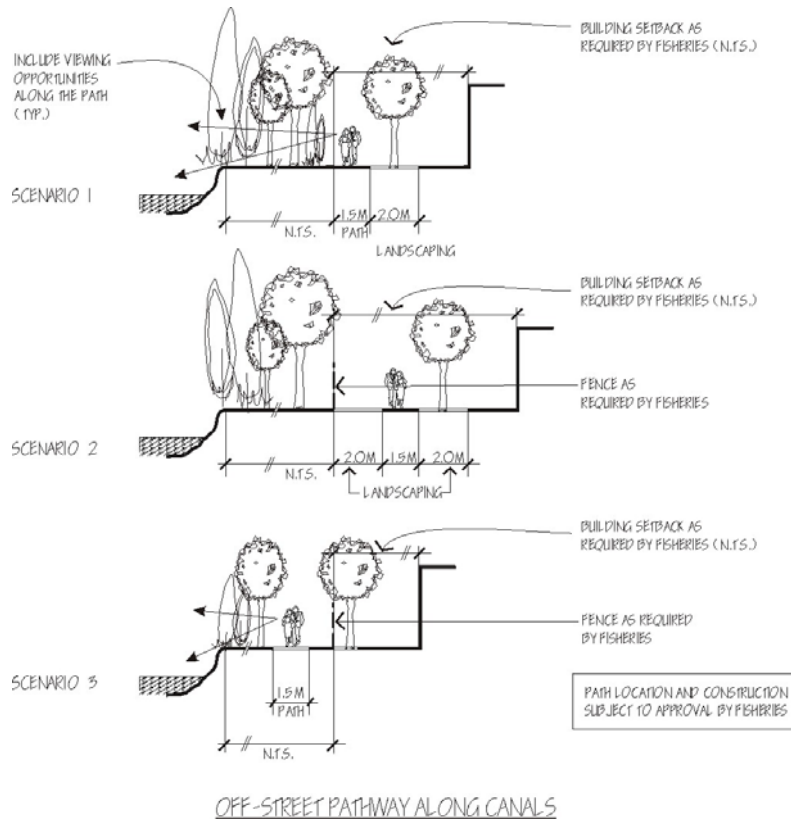 BUILDING SETBACK AS
REQUIRED BY FISHERIES (N.T.S.)
INCLUDE VIEWING
OPPORTUNITIES
ALONG THE PATH
(TYP.)
SCENARIO 1
1.5M 2.0M
N.T.S. PATH
LANDSCAPING
BUILDING SETBACK AS
REQUIRED BY FISHERIES (N.T.S.)
FENCE AS
REQUIRED BY FISHERIES
SCENARIO 2
2.0M 1.5M 2.0M
N.T.S.
LANDSCAPING
BUILDING SETBACK AS
REQUIRED BY FISHERIES (N.T.S.)
FENCE AS REQUIRED
BY FISHERIES
SCENARIO 3
1.5M
PATH
N.T.S.
PATH LOCATION AND CONSTRUCTION
SUBJECT TO APPROVAL BY FISHERIES
OFF-STREET PATHWAY ALONG CANALS